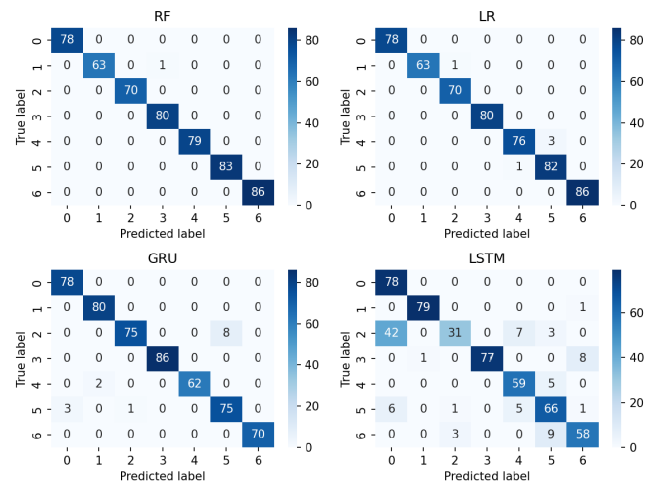 RF
0 78 0 0 0 0 0 0
1 0 63 0 1 0 0 0
2 0 0 70 0 0 0 0
3 0 0 0 80 0 0 0
4 0 0 0 0 79 0 0
5 0 0 0 0 0 83 0
6 0 0 0 0 0 0 86
0 1 2 3 4 5 6
Predicted label
True label
80
60
40
20
0
LR
0 78 0 0 0 0 0 0
1 0 63 1 0 0 0 0
2 0 0 70 0 0 0 0
3 0 0 0 80 0 0 0
4 0 0 0 0 76 3 0
5 0 0 0 0 1 82 0
6 0 0 0 0 0 0 86
0 1 2 3 4 5 6
Predicted label
True label
80
60
40
20
0
GRU
0 78 0 0 0 0 0 0
1 0 80 0 0 0 0 0
2 0 0 75 0 0 8 0
3 0 0 0 86 0 0 0
4 0 2 0 0 62 0 0
5 3 0 1 0 0 75 0
6 0 0 0 0 0 0 70
0 1 2 3 4 5 6
Predicted label
True label
80
60
40
20
0
LSTM
0 78 0 0 0 0 0 0
1 0 79 0 0 0 0 1
2 42 0 31 0 7 3 0
3 0 1 0 77 0 0 8
4 0 0 0 0 59 5 0
5 6 0 1 0 5 66 1
6 0 0 3 0 0 9 58
0 1 2 3 4 5 6
Predicted label
True label
60
40
20
0